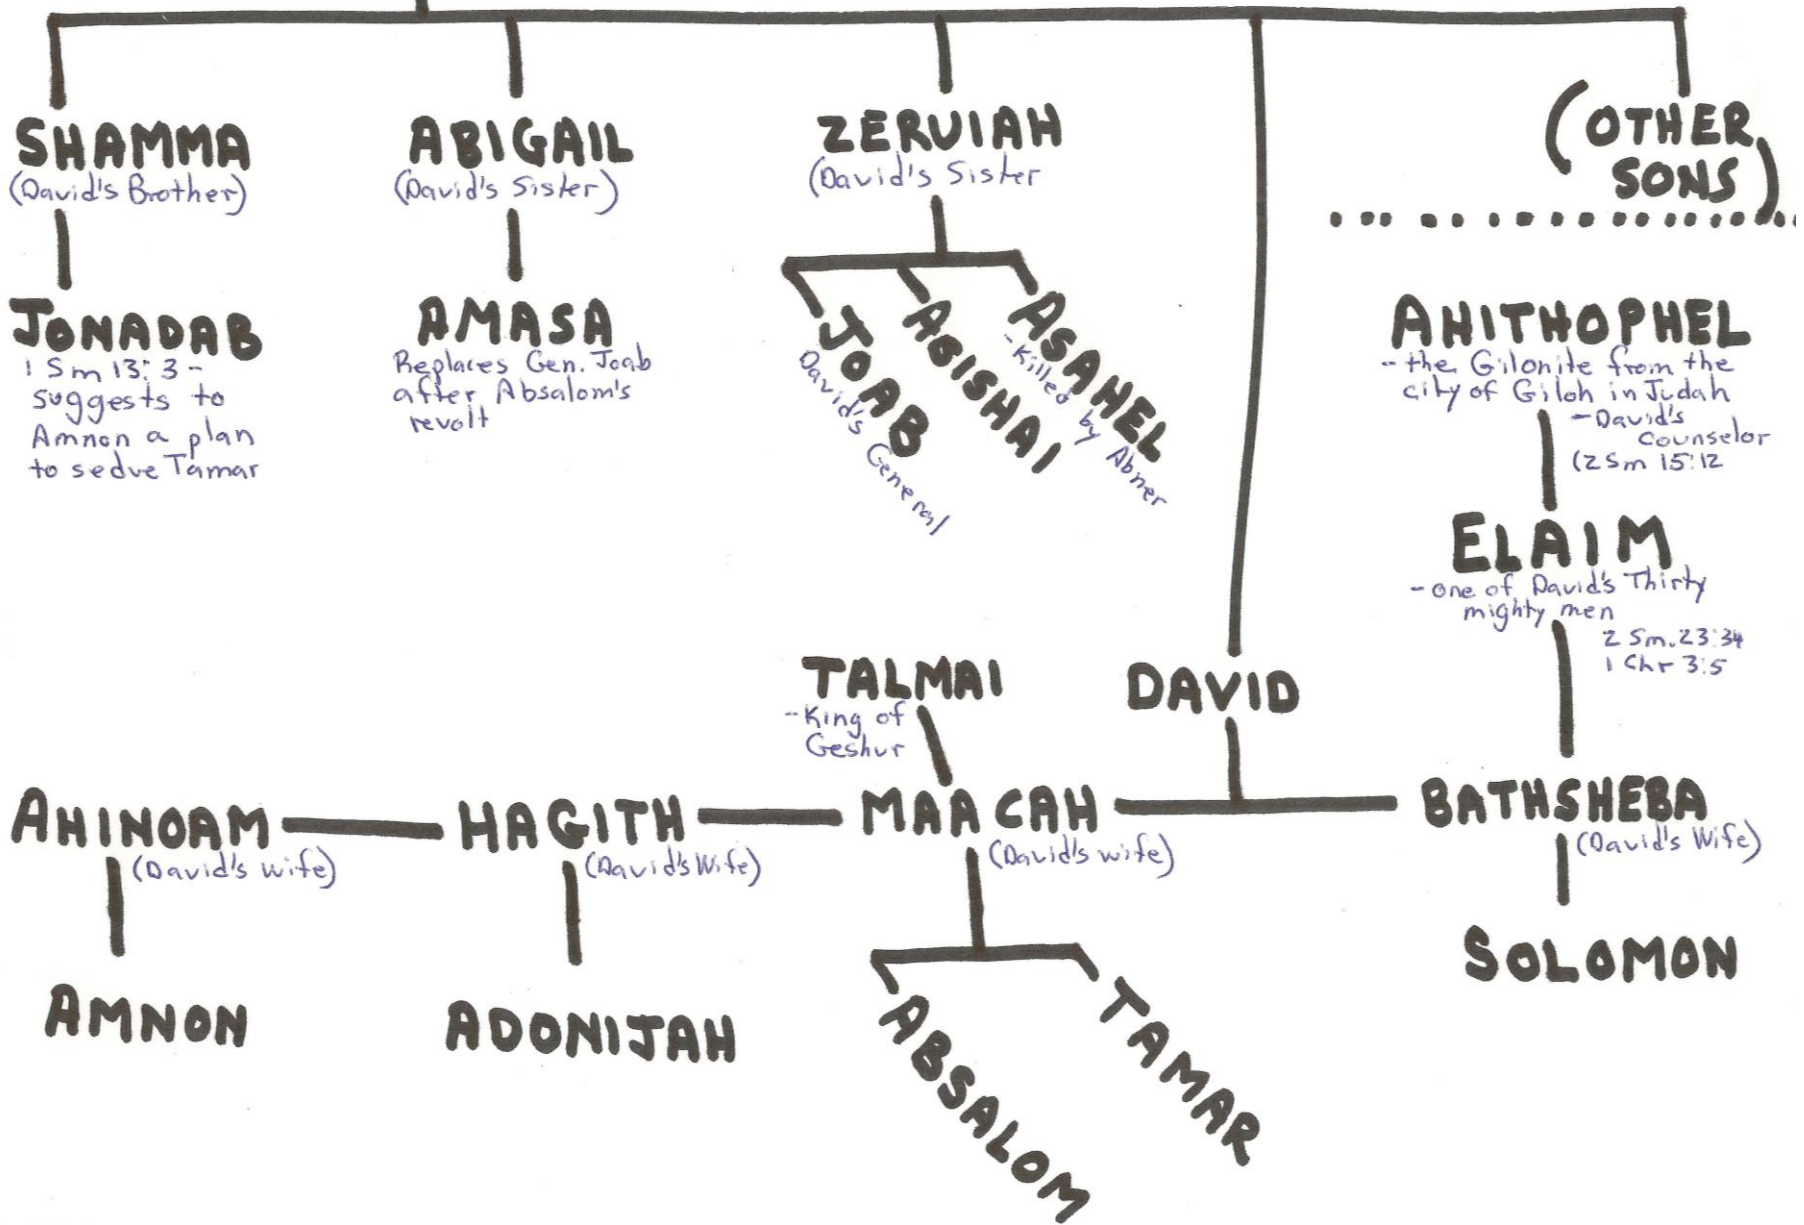 SHAMMA
(David's Brother)
ABIGAIL
(David's Sister)
ZERUIAH
(David's Sister
(OTHER
SONS)
JONADAB
1 Sm 13:3 -
suggests to
Amnon a plan
to sedve Tamar
AMASA
Replaces Gen. Joab
after Absalom's
revolt
JOAB
David's General
ABISHAI
ASAHEL
-Killed by Abner
AHITHOPHEL
-the Gilonite from the
city of Giloh in Judah
-David's
Counselor
(2 Sm 15:12
ELAIM
-one of David's Thirty
mighty men
2 Sm. 23:34
1 Chr 3:5
TALMAI
-King of
Geshur
DAVID
AHINOAM
(David's wife)
HAGITH
(David's Wife)
MAACAH
(David's wife)
BATHSHEBA
(David's Wife)
AMNON
ADONIJAH
ABSALOM
TAMAR
SOLOMON